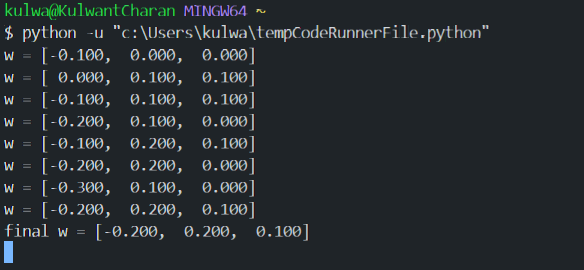 kulwa@KulwantCharan MINGW64 ~
$ python -u "c:\Users\kulwa\tempCodeRunnerFile.python"
w = [-0.100,  0.000,  0.000]
w = [ 0.000,  0.100,  0.100]
w = [-0.100,  0.100,  0.100]
w = [-0.200,  0.100,  0.000]
w = [-0.100,  0.200,  0.100]
w = [-0.200,  0.200,  0.000]
w = [-0.300,  0.100,  0.000]
w = [-0.200,  0.200,  0.100]
final w = [-0.200,  0.200,  0.100]